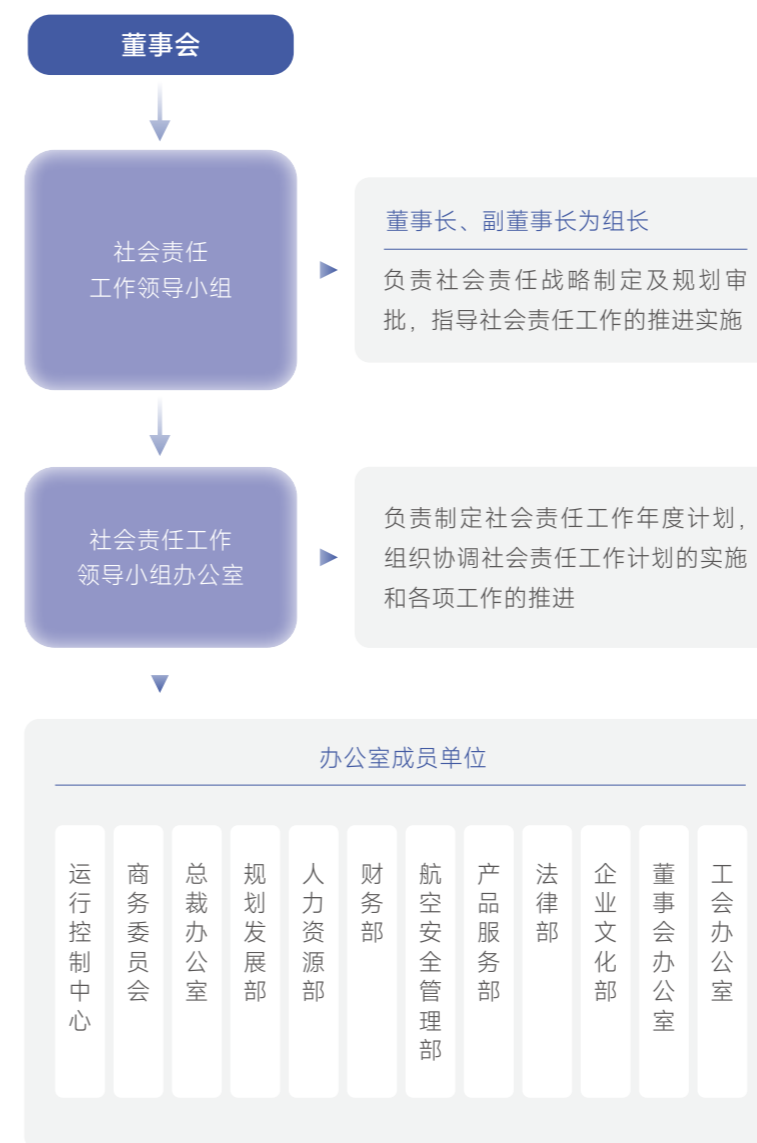 董事会
社会责任
工作领导小组
董事长、副董事长为组长
负责社会责任战略制定及规划审
批，指导社会责任工作的推进实施
社会责任工作
领导小组办公室
负责制定社会责任工作年度计划，
组织协调社会责任工作计划的实施
和各项工作的推进
办公室成员单位
运行控制中心
商务委员会
总裁办公室
规划发展部
人力资源部
财务部
航空安全管理部
产品服务部
法律部
企业文化部
董事会办公室
工会办公室